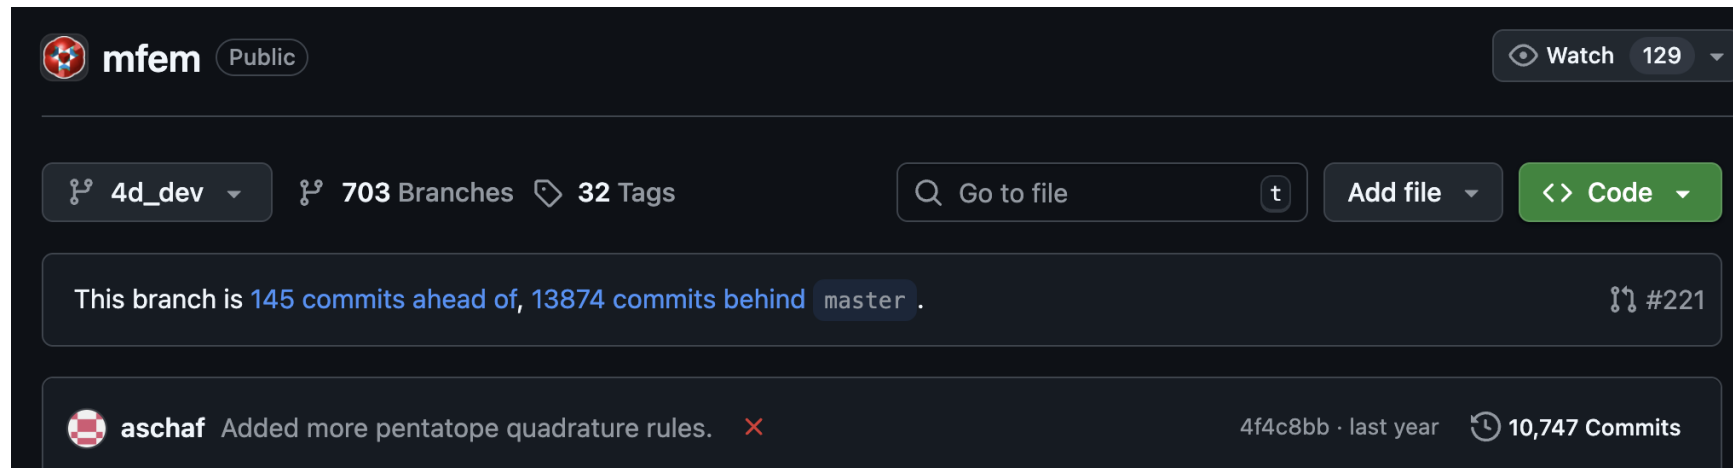 mfem Public Watch 129
4d_dev 703 Branches 32 Tags Go to file t Add file <> Code
This branch is 145 commits ahead of, 13874 commits behind master. #221
aschaf Added more pentatope quadrature rules. 4f4c8bb · last year 10,747 Commits